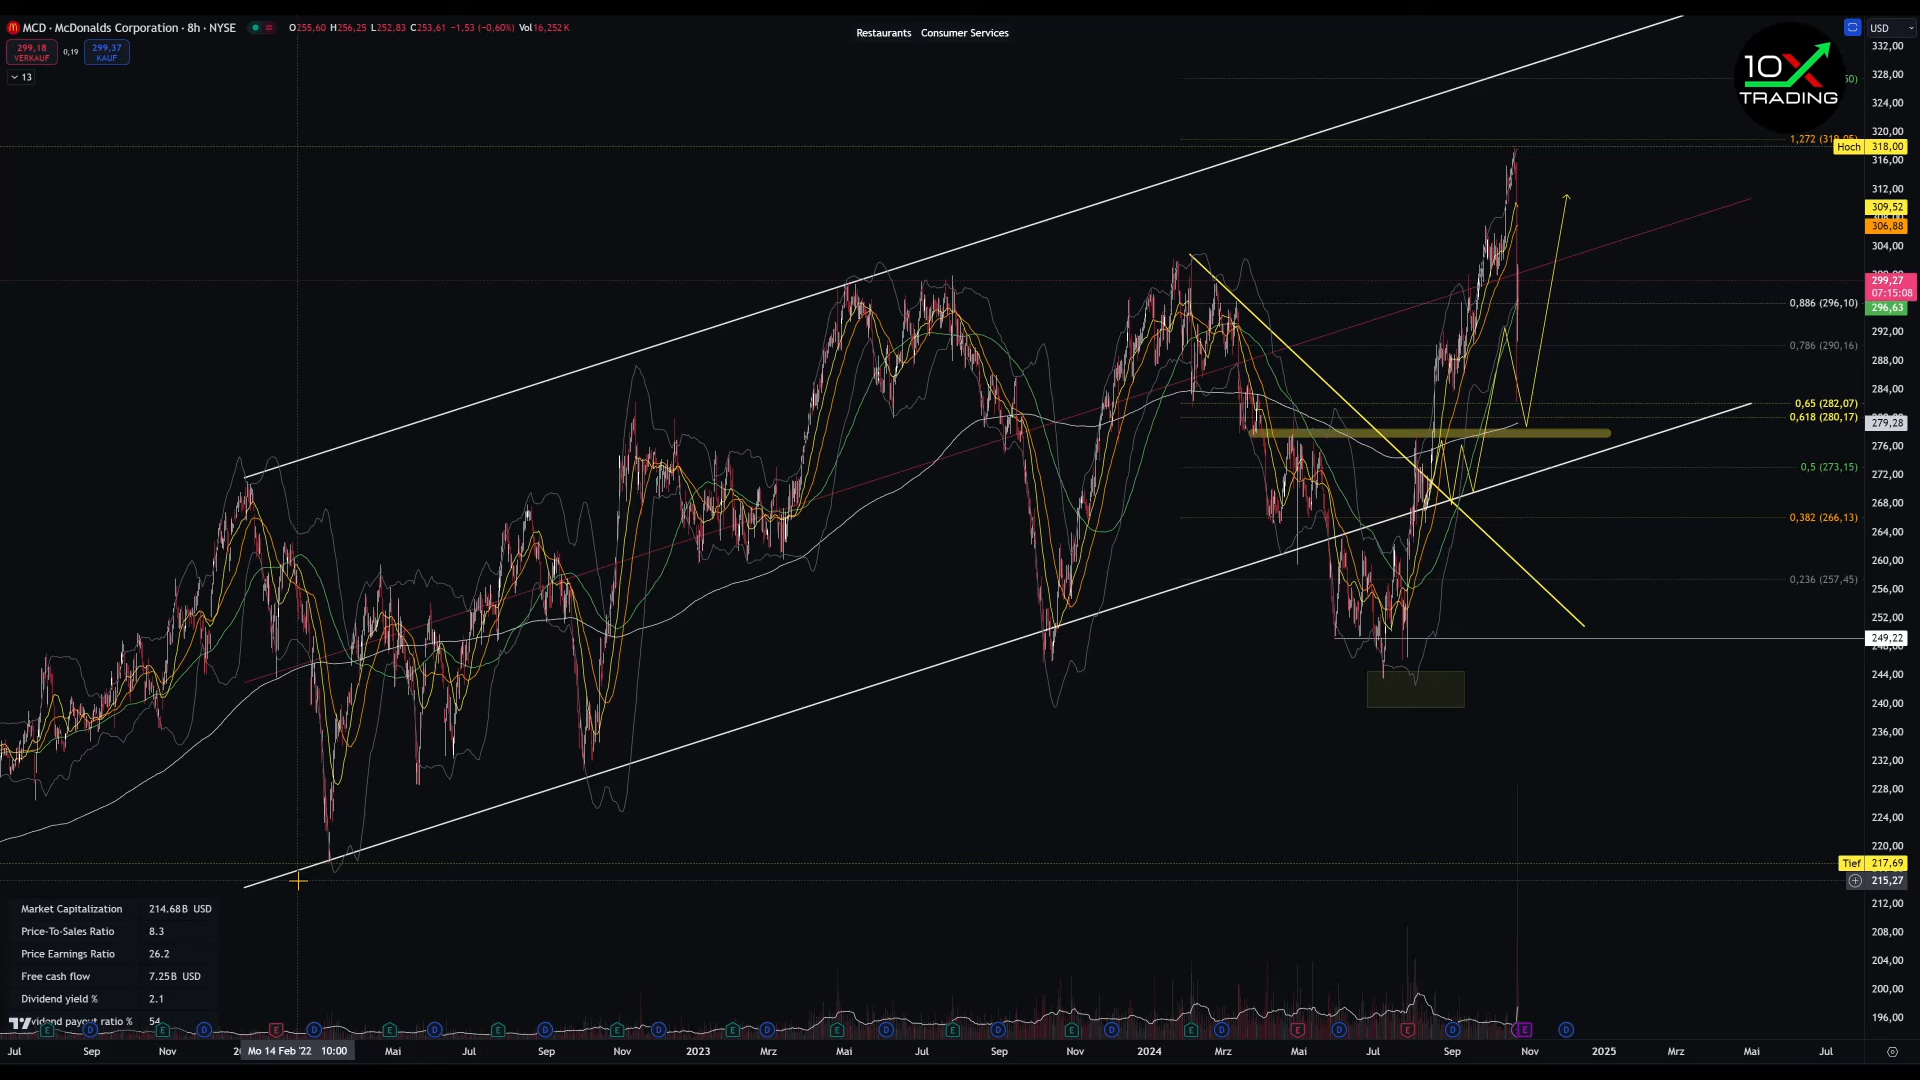 MCD · McDonalds Corporation · 8h · NYSE O255,60 H256,25 L252,83 C253,61 −1,53 (−0,60%) Vol16,252K
299,18 VERKAUF 0,19 299,37 KAUF
13
Restaurants Consumer Services
10X
TRADING
USD
332,00
328,00
324,00
320,00
1,272
Hoch 318,00
316,00
312,00
309,52
306,88
304,00
299,27
07:15:08
0,886 (296,10)
296,63
292,00
0,786 (290,16)
288,00
284,00
0,65 (282,07)
0,618 (280,17)
279,28
276,00
0,5 (273,15)
272,00
268,00
0,382 (266,13)
264,00
260,00
0,236 (257,45)
256,00
252,00
249,22
244,00
240,00
236,00
232,00
228,00
224,00
220,00
Tief 217,69
215,27
212,00
208,00
204,00
200,00
196,00
Market Capitalization 214.68B USD
Price-To-Sales Ratio 8.3
Price Earnings Ratio 26.2
Free cash flow 7.25B USD
Dividend yield % 2.1
vidend payout ratio % 54
E D E D E D E D E D E D E D E D E D E D E D E D E D E D
Jul Sep Nov Mo 14 Feb '22 10:00 Mai Jul Sep Nov 2023 Mrz Mai Jul Sep Nov 2024 Mrz Mai Jul Sep Nov 2025 Mrz Mai Jul